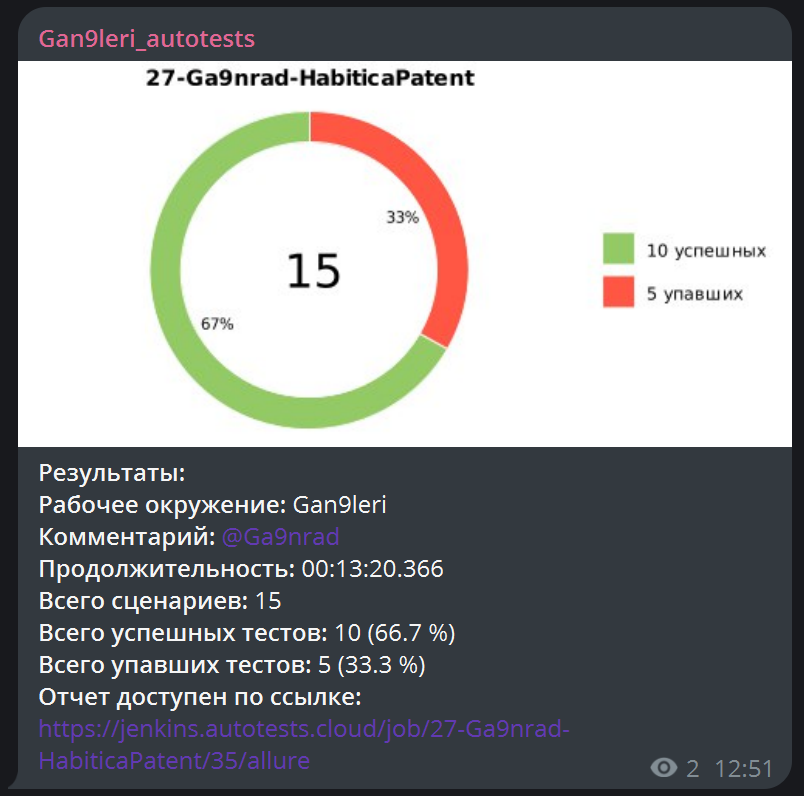 Gan9leri_autotests
27-Ga9nrad-HabiticaPatent
33%
15
67%
10 успешных
5 упавших
Результаты:
Рабочее окружение: Gan9leri
Комментарий: @Ga9nrad
Продолжительность: 00:13:20.366
Всего сценариев: 15
Всего успешных тестов: 10 (66.7 %)
Всего упавших тестов: 5 (33.3 %)
Отчет доступен по ссылке:
https://jenkins.autotests.cloud/job/27-Ga9nrad-
HabiticaPatent/35/allure
2 12:51